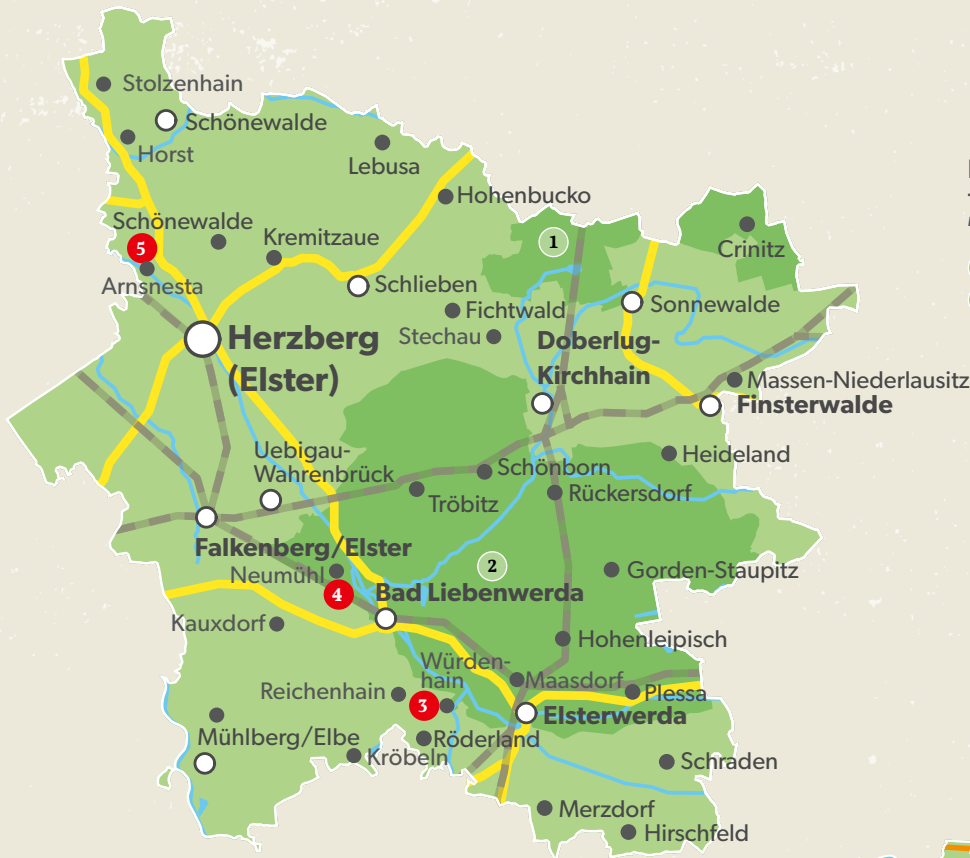 Stolzenhain
Schönewalde
Horst
Lebusa
Hohenbucko
Schönewalde
Kremitzaue
1
Crinitz
5
Arnsnesta
Schlieben
Fichtwald
Sonnewalde
Stechau
Herzberg
(Elster)
Doberlug-
Kirchhain
Massen-Niederlausitz
Finsterwalde
Uebigau-
Wahrenbrück
Heideland
Schönborn
Tröbitz
Rückersdorf
Falkenberg/Elster
2
Neumühl
Gorden-Staupitz
4
Bad Liebenwerda
Kauxdorf
Hohenleipisch
Würden-
hain
Maasdorf
Reichenhain
Plessa
3
Elsterwerda
Mühlberg/Elbe
Röderland
Kröbeln
Schraden
Merzdorf
Hirschfeld